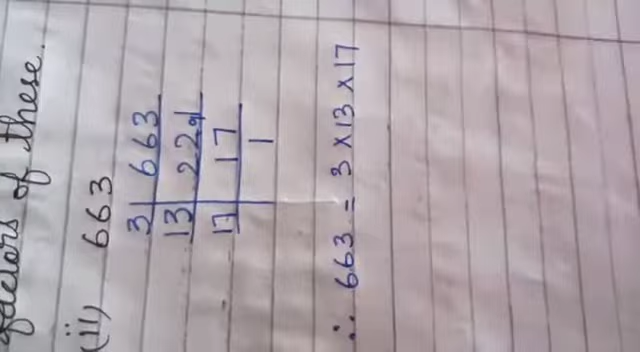 factors of these.
(ii) 663
3 | 663
13 | 221
17 | 17
1
∴ 663 = 3 × 13 × 17